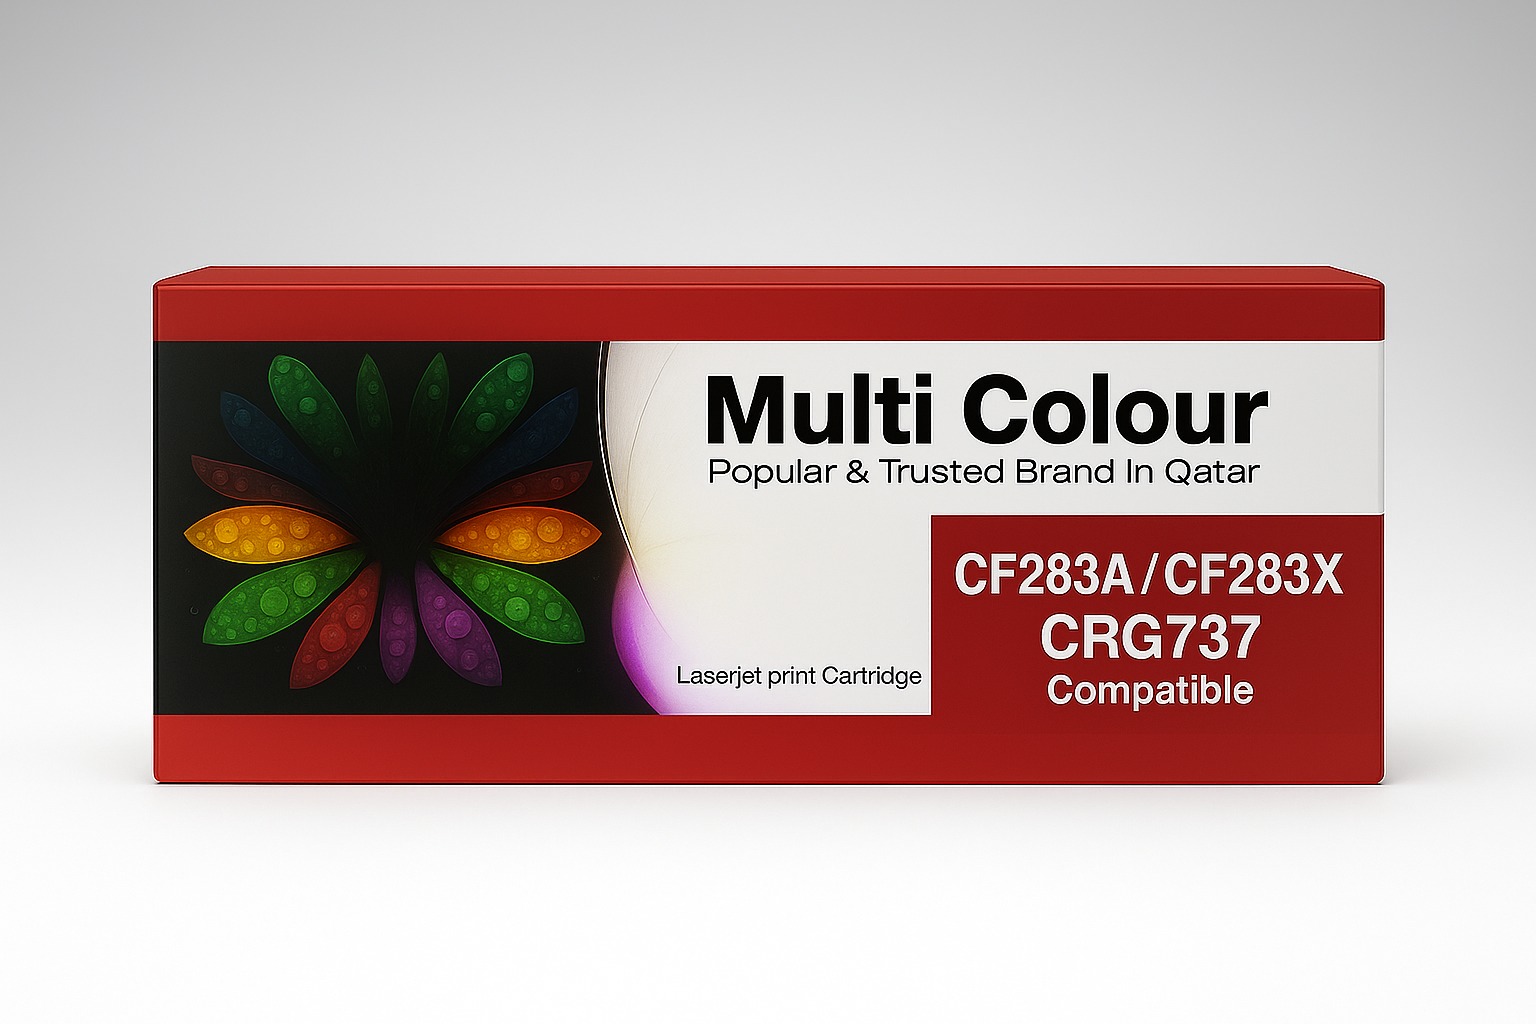 Multi Colour
Popular & Trusted Brand In Qatar
CF283A/CF283X
CRG737
Compatible
Laserjet print Cartridge